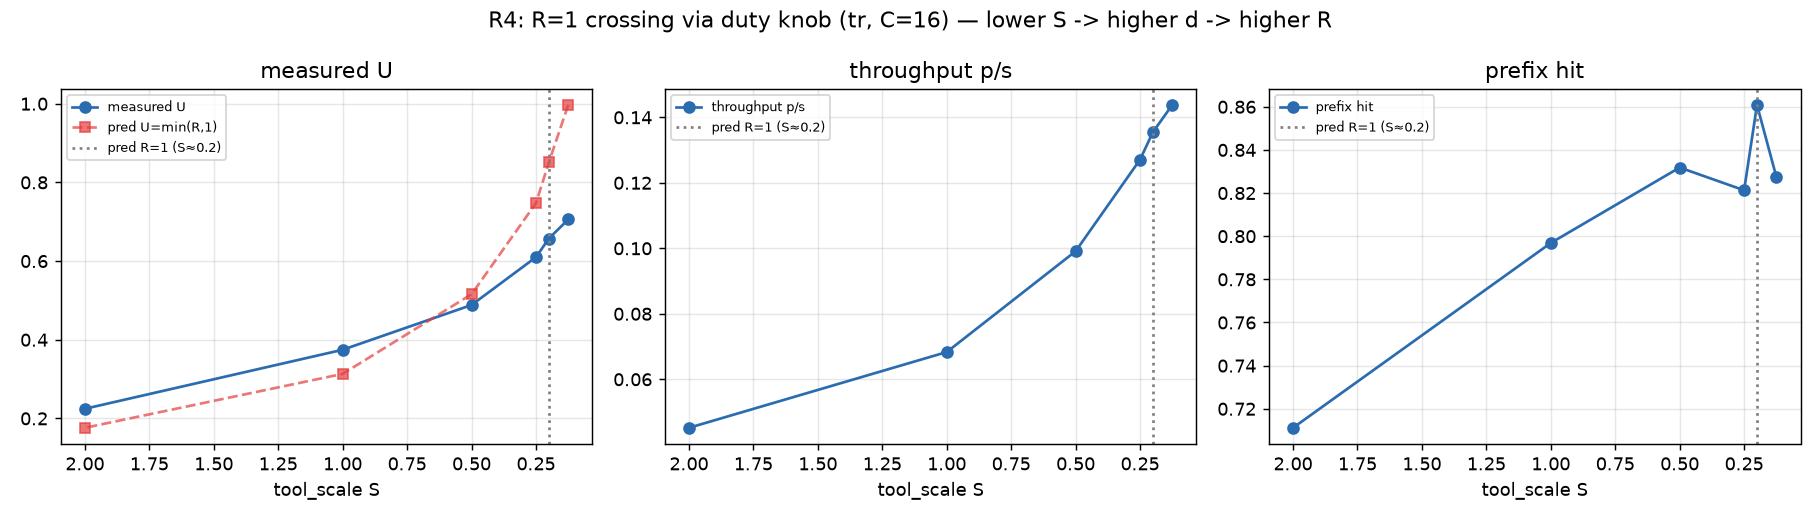 R4: R=1 crossing via duty knob (tr, C=16) — lower S -> higher d -> higher R
measured U
1.0
0.8
0.6
0.4
0.2
measured U
pred U=min(R,1)
pred R=1 (S≈0.2)
2.00 1.75 1.50 1.25 1.00 0.75 0.50 0.25
tool_scale S
throughput p/s
0.14
0.12
0.10
0.08
0.06
throughput p/s
pred R=1 (S≈0.2)
2.00 1.75 1.50 1.25 1.00 0.75 0.50 0.25
tool_scale S
prefix hit
0.86
0.84
0.82
0.80
0.78
0.76
0.74
0.72
prefix hit
pred R=1 (S≈0.2)
2.00 1.75 1.50 1.25 1.00 0.75 0.50 0.25
tool_scale S